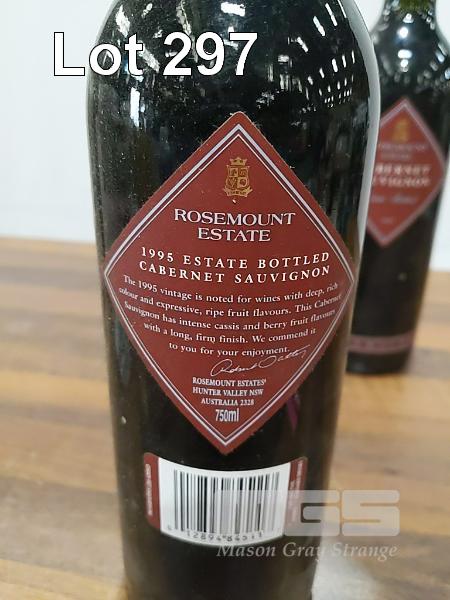 Lot 297
ROSEMOUNT
ESTATE
1995 ESTATE BOTTLED
CABERNET SAUVIGNON
The 1995 vintage is noted for wines with deep, rich
colour and expressive, ripe fruit flavours. This Cabernet
Sauvignon has intense cassis and berry fruit flavours
with a long, firm finish. We commend it
to you for your enjoyment.
ROSEMOUNT ESTATES
HUNTER VALLEY NSW
AUSTRALIA 2328
750ml
ROSEMOUNT
MGS
Mason Gray Strange